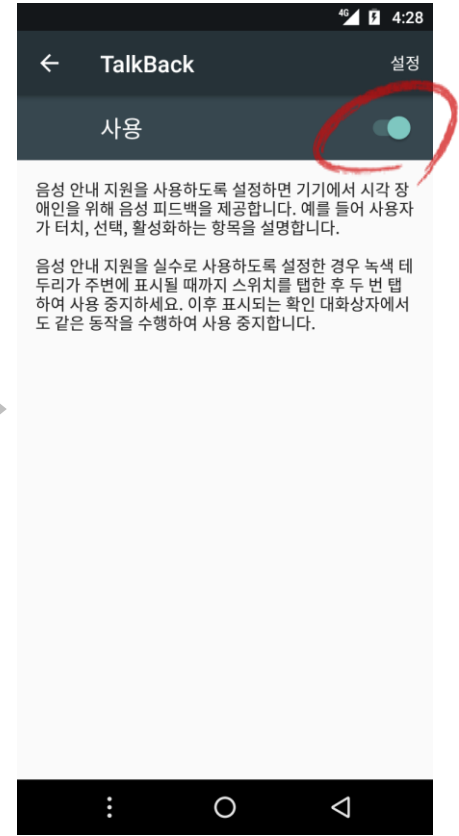 4G 4:28
TalkBack 설정
사용
음성 안내 지원을 사용하도록 설정하면 기기에서 시각 장
애인을 위해 음성 피드백을 제공합니다. 예를 들어 사용자
가 터치, 선택, 활성화하는 항목을 설명합니다.
음성 안내 지원을 실수로 사용하도록 설정한 경우 녹색 테
두리가 주변에 표시될 때까지 스위치를 탭한 후 두 번 탭
하여 사용 중지하세요. 이후 표시되는 확인 대화상자에서
도 같은 동작을 수행하여 사용 중지합니다.